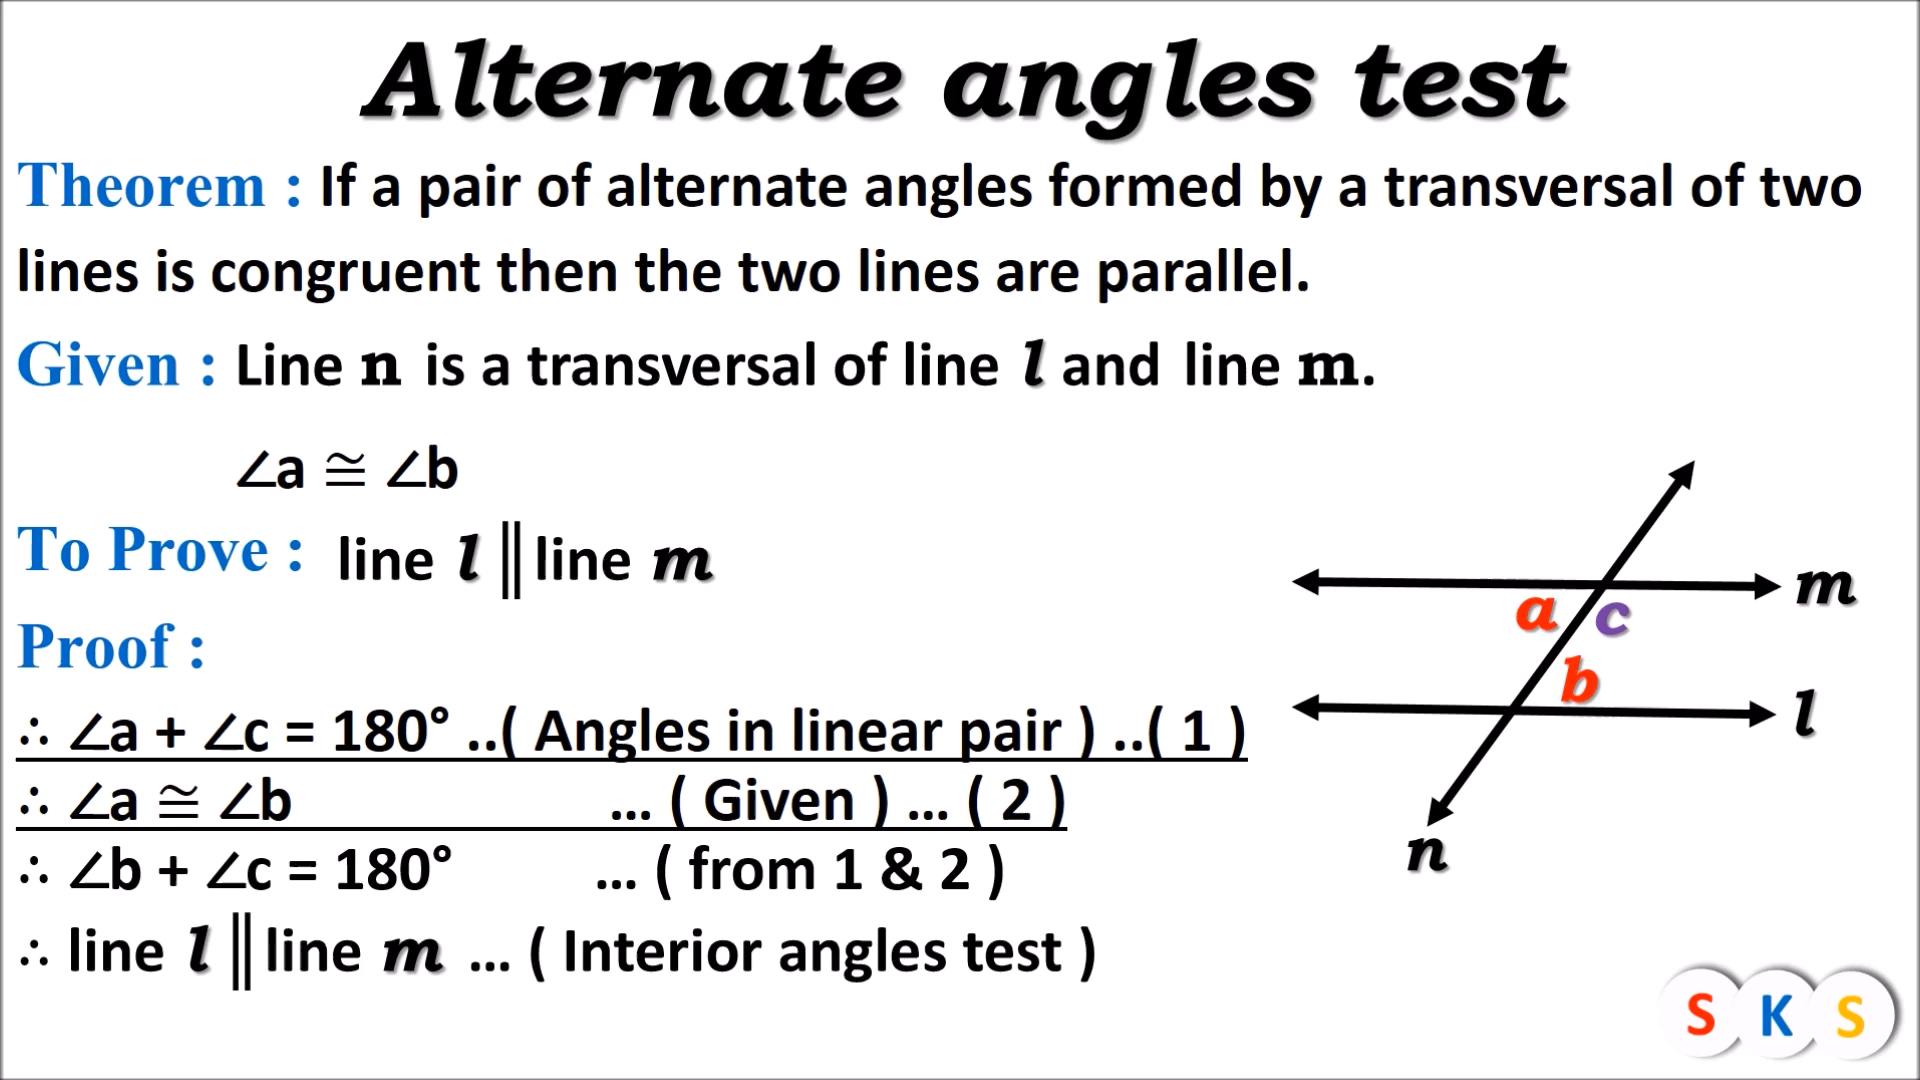 Alternate angles test
Theorem : If a pair of alternate angles formed by a transversal of two
lines is congruent then the two lines are parallel.
Given : Line n is a transversal of line l and line m.
∠a ≅ ∠b
To Prove : line l ∥ line m
Proof :
∴ ∠a + ∠c = 180° ..( Angles in linear pair ) ..( 1 )
∴ ∠a ≅ ∠b ... ( Given ) ... ( 2 )
∴ ∠b + ∠c = 180° ... ( from 1 & 2 )
∴ line l ∥ line m ... ( Interior angles test )
m
a c
b
l
n
S K S